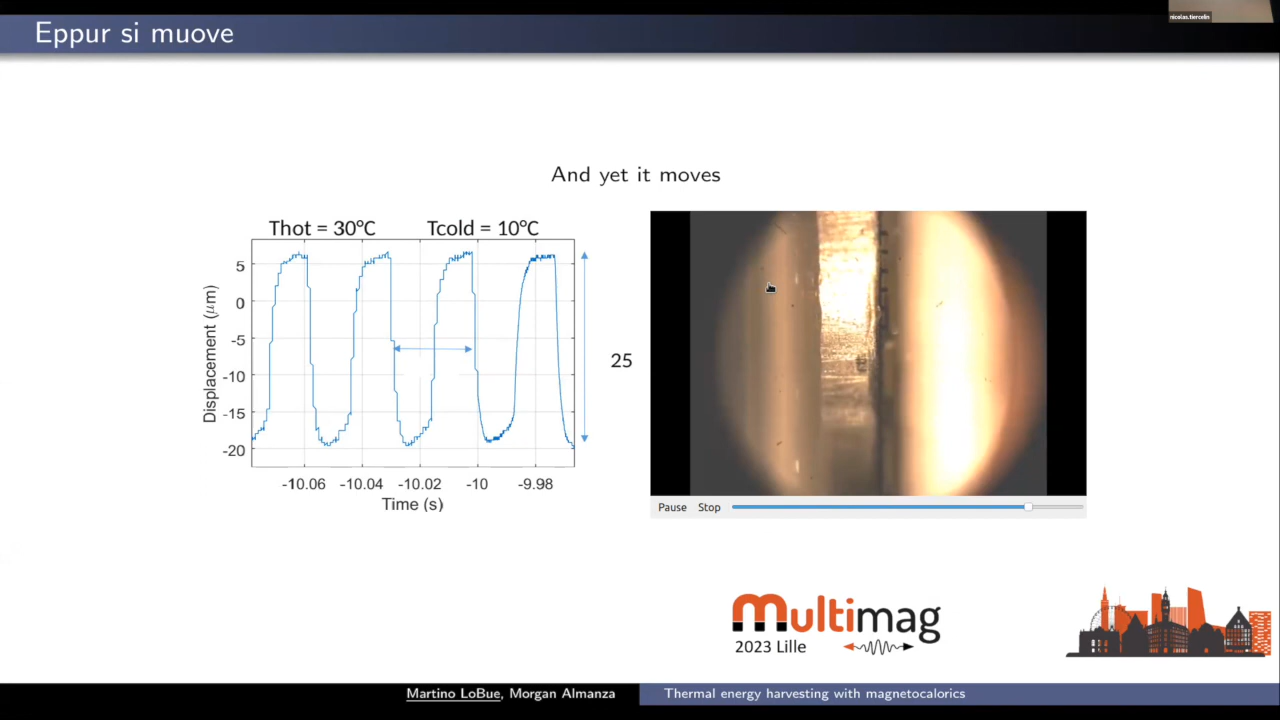 nicolas.tiercelin
Eppur si muove
And yet it moves
Thot = 30°C Tcold = 10°C
Displacement (μm)
5
0
-5
-10
-15
-20
-10.06 -10.04 -10.02 -10 -9.98
Time (s)
25
Pause Stop
multimag
2023 Lille
Martino LoBue, Morgan Almanza Thermal energy harvesting with magnetocalorics